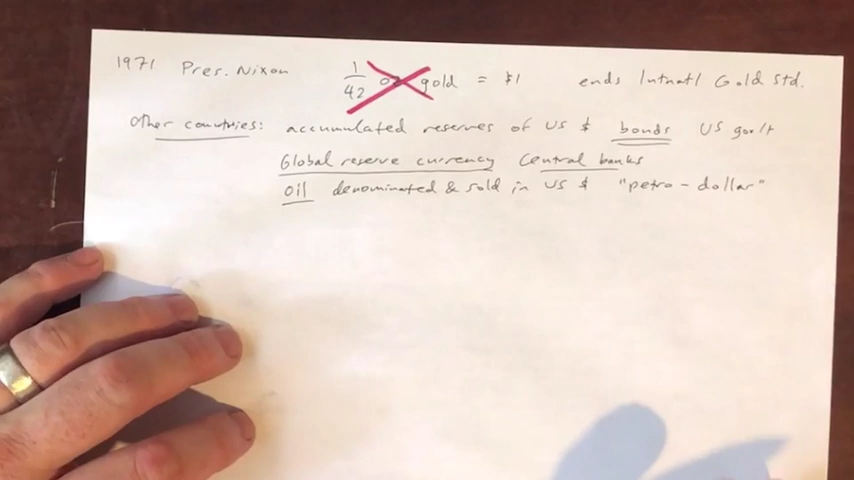 1971 Pres. Nixon 1/42 oz gold = $1 ends Intnatl Gold Std.
Other countries: accumulated reserves of US $ bonds US gov't
Global reserve currency Central banks
oil denominated & sold in US $ "petro-dollar"